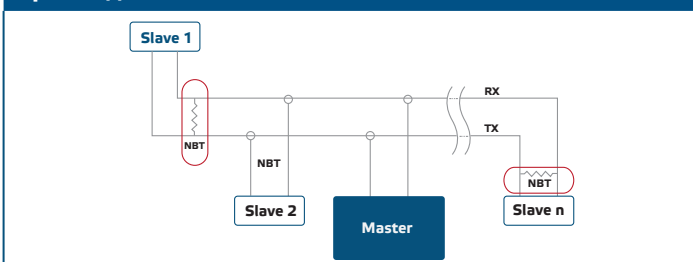 Slave 1
RX
TX
NBT
NBT
NBT
Slave 2
Master
Slave n